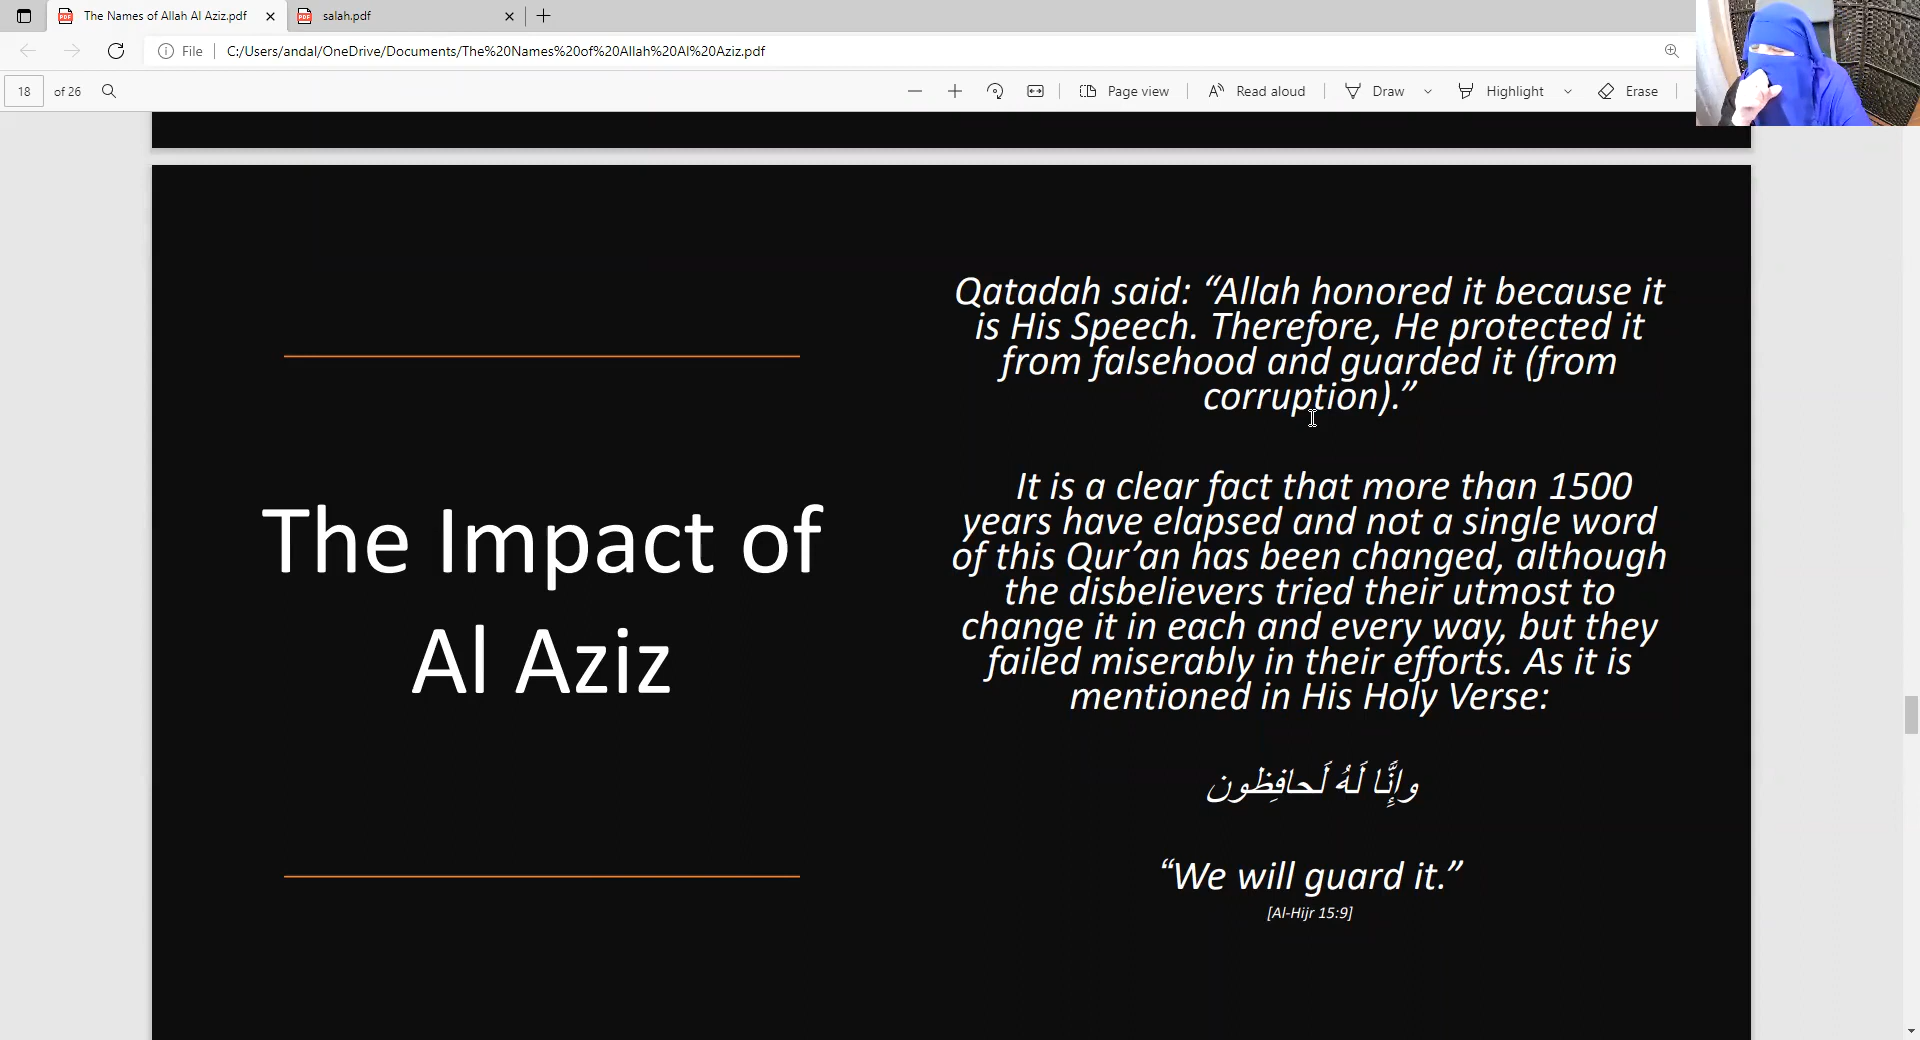 The Names of Allah Al Aziz.pdf
salah.pdf
File
C:/Users/andal/OneDrive/Documents/The%20Names%20of%20Allah%20Al%20Aziz.pdf
18 of 26
Page view
Read aloud
Draw
Highlight
Erase
The Impact of
Al Aziz
Qatadah said: “Allah honored it because it
is His Speech. Therefore, He protected it
from falsehood and guarded it (from
corruption).”
It is a clear fact that more than 1500
years have elapsed and not a single word
of this Qur’an has been changed, although
the disbelievers tried their utmost to
change it in each and every way, but they
failed miserably in their efforts. As it is
mentioned in His Holy Verse:
وإِنَّا لَهُ لَحافِظون
“We will guard it.”
[Al-Hijr 15:9]